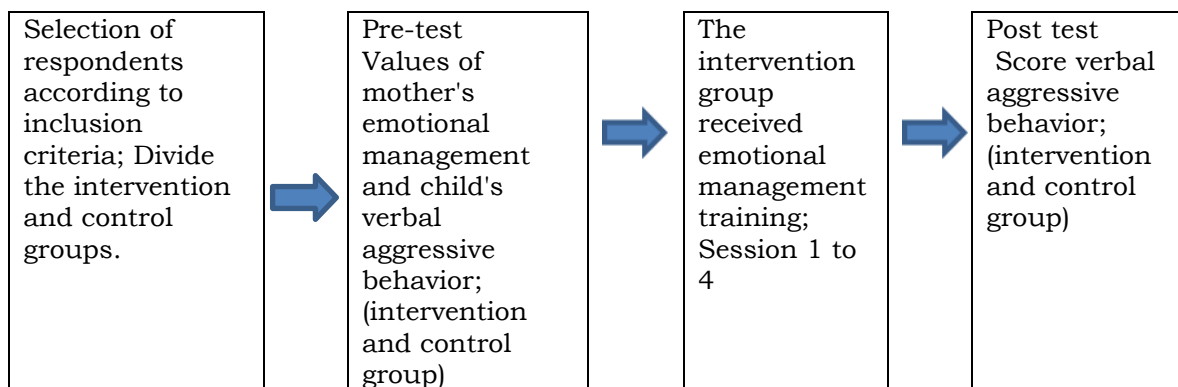 Selection of
respondents
according to
inclusion
criteria; Divide
the intervention
and control
groups.
Pre-test
Values of
mother's
emotional
management
and child's
verbal
aggressive
behavior;
(intervention
and control
group)
The
intervention
group
received
emotional
management
training;
Session 1 to
4
Post test
Score verbal
aggressive
behavior;
(intervention
and control
group)